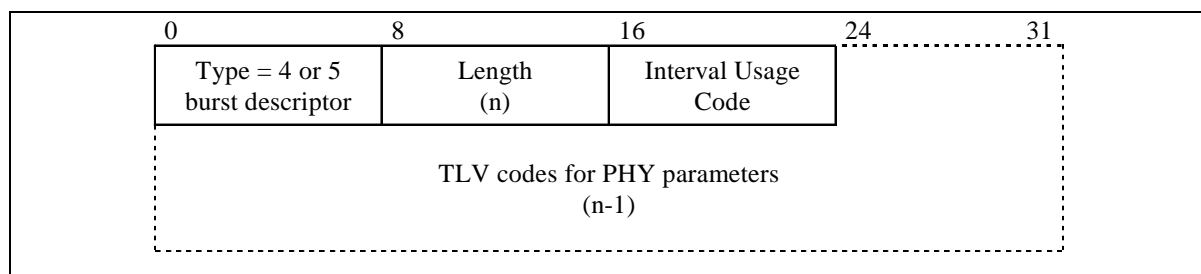 0 8 16 24 31
Type = 4 or 5 Length Interval Usage
burst descriptor (n) Code
TLV codes for PHY parameters
(n-1)